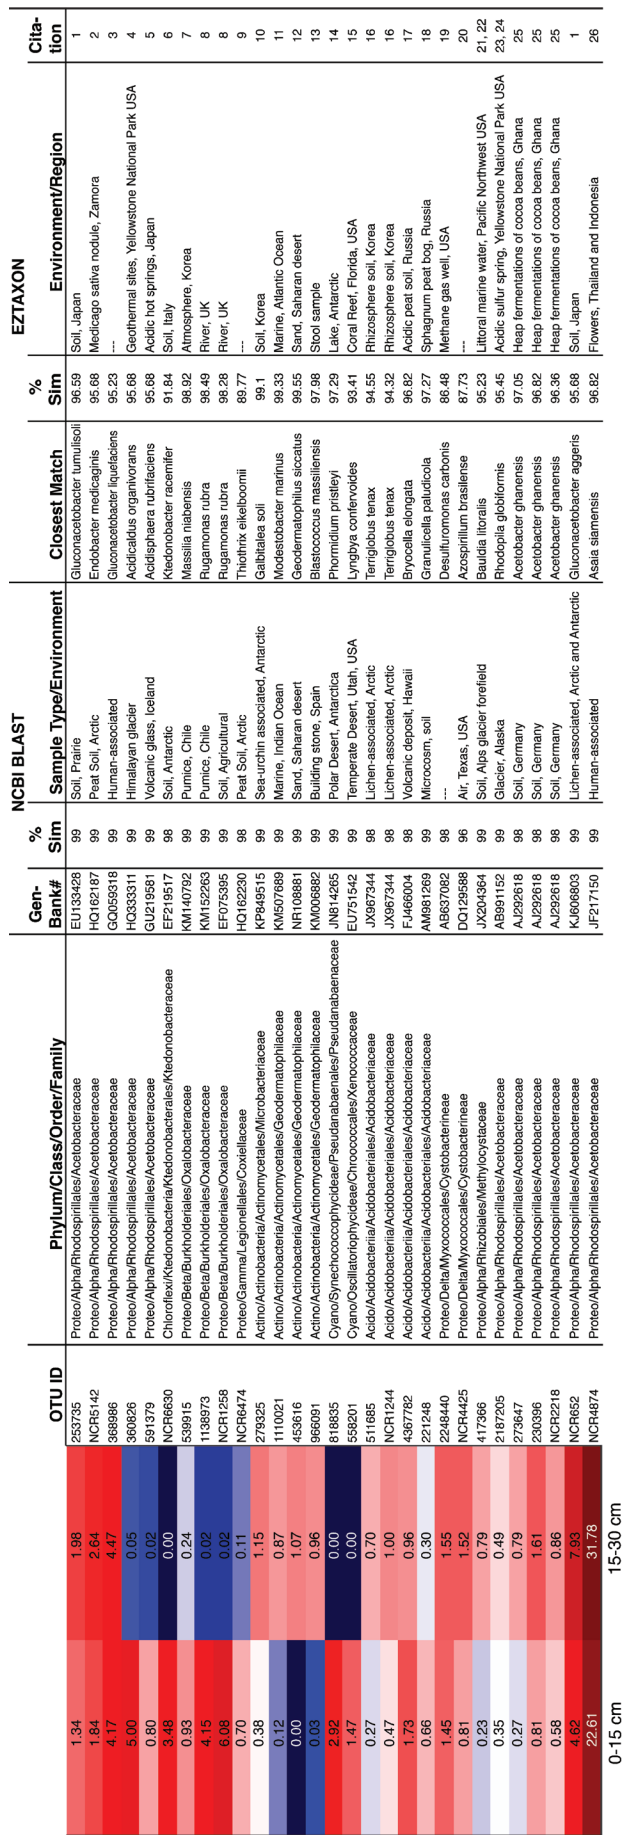 NCBI BLAST EZTAXON
OTU ID Phylum/Class/Order/Family Gen-Bank# % Sim Sample Type/Environment Closest Match % Sim Environment/Region Cita-tion
1.34 1.98 253735 Proteo/Alpha/Rhodospirillales/Acetobacteraceae EU133428 99 Soil, Prairie Gluconacetobacter tumulisoli 96.59 Soil, Japan 1
1.84 2.64 NCR5142 Proteo/Alpha/Rhodospirillales/Acetobacteraceae HQ162187 99 Peat Soil, Arctic Endobacter medicaginis 95.68 Medicago sativa nodule, Zamora 2
4.17 4.47 368986 Proteo/Alpha/Rhodospirillales/Acetobacteraceae GQ059318 99 Human-associated Gluconacetobacter liquefaciens 95.23 --- 3
5.00 0.05 360826 Proteo/Alpha/Rhodospirillales/Acetobacteraceae HQ333311 99 Himalayan glacier Acidicaldus organivorans 95.68 Geothermal sites, Yellowstone National Park USA 4
0.80 0.02 591379 Proteo/Alpha/Rhodospirillales/Acetobacteraceae GU219581 99 Volcanic glass, Iceland Acidisphaera rubrifaciens 95.68 Acidic hot springs, Japan 5
3.48 0.00 NCR6630 Chloroflexi/Ktedonobacteria/Ktedonobacterales/Ktedonobacteraceae EF219517 98 Soil, Antarctic Ktedonobacter racemifer 91.84 Soil, Italy 6
0.93 0.24 539915 Proteo/Beta/Burkholderiales/Oxalobacteraceae KM140792 99 Pumice, Chile Massilia niabensis 98.92 Atmosphere, Korea 7
4.15 0.02 1138973 Proteo/Beta/Burkholderiales/Oxalobacteraceae KM152263 99 Pumice, Chile Rugamonas rubra 98.49 River, UK 8
6.08 0.02 NCR1258 Proteo/Beta/Burkholderiales/Oxalobacteraceae EF075395 99 Soil, Agricultural Rugamonas rubra 98.28 River, UK 8
0.70 0.11 NCR6474 Proteo/Gamma/Legionellales/Coxiellaceae HQ162230 98 Peat Soil, Arctic Thiothrix eikelboomii 89.77 --- 9
0.38 1.15 279325 Actino/Actinobacteria/Actinomycetales/Microbacteriaceae KP849515 99 Sea-urchin associated, Antarctic Galbitalea soli 99.1 Soil, Korea 10
0.12 0.87 1110021 Actino/Actinobacteria/Actinomycetales/Geodermatophilaceae KM507689 99 Marine, Indian Ocean Modestobacter marinus 99.33 Marine, Atlantic Ocean 11
0.00 1.07 453616 Actino/Actinobacteria/Actinomycetales/Geodermatophilaceae NR108881 99 Sand, Saharan desert Geodermatophilus siccatus 99.55 Sand, Saharan desert 12
0.03 0.96 966091 Actino/Actinobacteria/Actinomycetales/Geodermatophilaceae KM006882 99 Building stone, Spain Blastococcus massiliensis 97.98 Stool sample 13
2.92 0.00 818835 Cyano/Synechococcophycideae/Pseudanabaenales/Pseudanabaenaceae JN814265 99 Polar Desert, Antarctica Phormidium pristleyi 97.29 Lake, Antarctic 14
1.47 0.00 558201 Cyano/Oscillatoriophycideae/Chroococcales/Xenococcaceae EU751542 99 Temperate Desert, Utah, USA Lyngbya confervoides 93.41 Coral Reef, Florida, USA 15
0.27 0.70 511685 Acido/Acidobacteriia/Acidobacteriales/Acidobacteriaceae JX967344 98 Lichen-associated, Arctic Terriglobus tenax 94.55 Rhizosphere soil, Korea 16
0.47 1.00 NCR1244 Acido/Acidobacteriia/Acidobacteriales/Acidobacteriaceae JX967344 98 Lichen-associated, Arctic Terriglobus tenax 94.32 Rhizosphere soil, Korea 16
1.73 0.96 4367782 Acido/Acidobacteriia/Acidobacteriales/Acidobacteriaceae FJ466004 98 Volcanic deposit, Hawaii Bryocella elongata 96.82 Acidic peat soil, Russia 17
0.66 0.30 221248 Acido/Acidobacteriia/Acidobacteriales/Acidobacteriaceae AM981269 99 Microcosm, soil Granulicella paludicola 97.27 Sphagnum peat bog, Russia 18
1.45 1.55 2248440 Proteo/Delta/Myxococcales/Cystobacterineae AB637082 98 --- Desulfuromonas carbonis 86.48 Methane gas well, USA 19
0.81 1.52 NCR4425 Proteo/Delta/Myxococcales/Cystobacterineae DQ129588 96 Air, Texas, USA Azospirillum brasilense 87.73 --- 20
0.23 0.79 417366 Proteo/Alpha/Rhizobiales/Methylocystaceae JX204364 99 Soil, Alps glacier forefield Bauldia litoralis 95.23 Littoral marine water, Pacific Northwest USA 21, 22
0.35 0.49 2187205 Proteo/Alpha/Rhodospirillales/Acetobacteraceae AB991152 99 Glacier, Alaska Rhodopila globiformis 95.45 Acidic sulfur spring, Yellowstone National Park USA 23, 24
0.27 0.79 273647 Proteo/Alpha/Rhodospirillales/Acetobacteraceae AJ292618 98 Soil, Germany Acetobacter ghanensis 97.05 Heap fermentations of cocoa beans, Ghana 25
0.81 1.61 230396 Proteo/Alpha/Rhodospirillales/Acetobacteraceae AJ292618 98 Soil, Germany Acetobacter ghanensis 96.82 Heap fermentations of cocoa beans, Ghana 25
0.58 0.86 NCR2218 Proteo/Alpha/Rhodospirillales/Acetobacteraceae AJ292618 98 Soil, Germany Acetobacter ghanensis 96.36 Heap fermentations of cocoa beans, Ghana 25
4.62 7.93 NCR652 Proteo/Alpha/Rhodospirillales/Acetobacteraceae KJ606803 99 Lichen-associated, Arctic and Antarctic Gluconacetobacter aggeris 95.68 Soil, Japan 1
22.61 31.78 NCR4874 Proteo/Alpha/Rhodospirillales/Acetobacteraceae JF217150 99 Human-associated Asaia siamensis 96.82 Flowers, Thailand and Indonesia 26
0-15 cm 15-30 cm